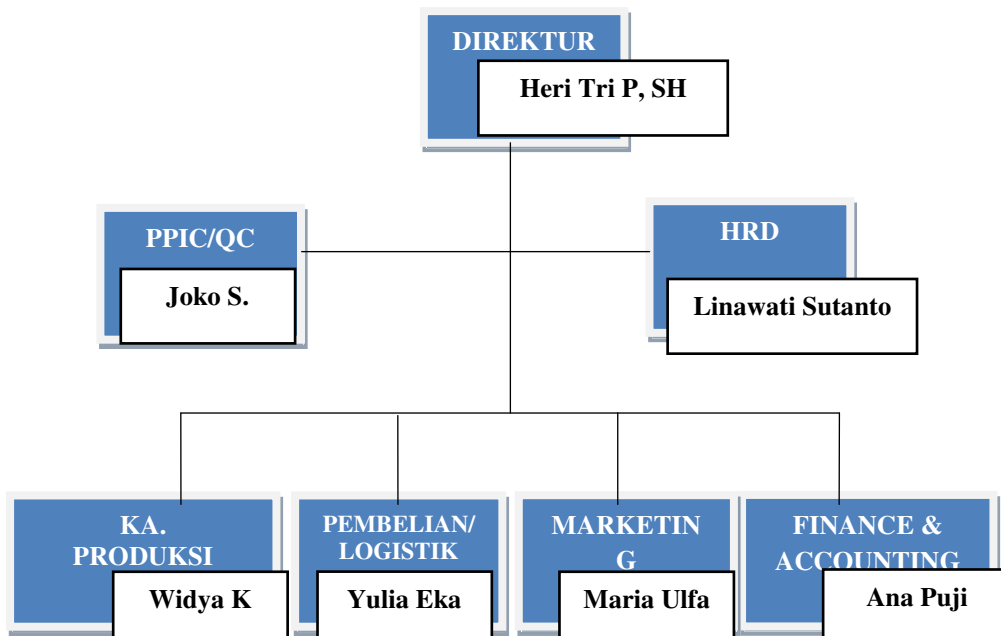 DIREKTUR
Heri Tri P, SH
PPIC/QC
Joko S.
HRD
Linawati Sutanto
KA.
PRODUKSI
Widya K
PEMBELIAN/
LOGISTIK
Yulia Eka
MARKETIN
G
Maria Ulfa
FINANCE &
ACCOUNTING
Ana Puji